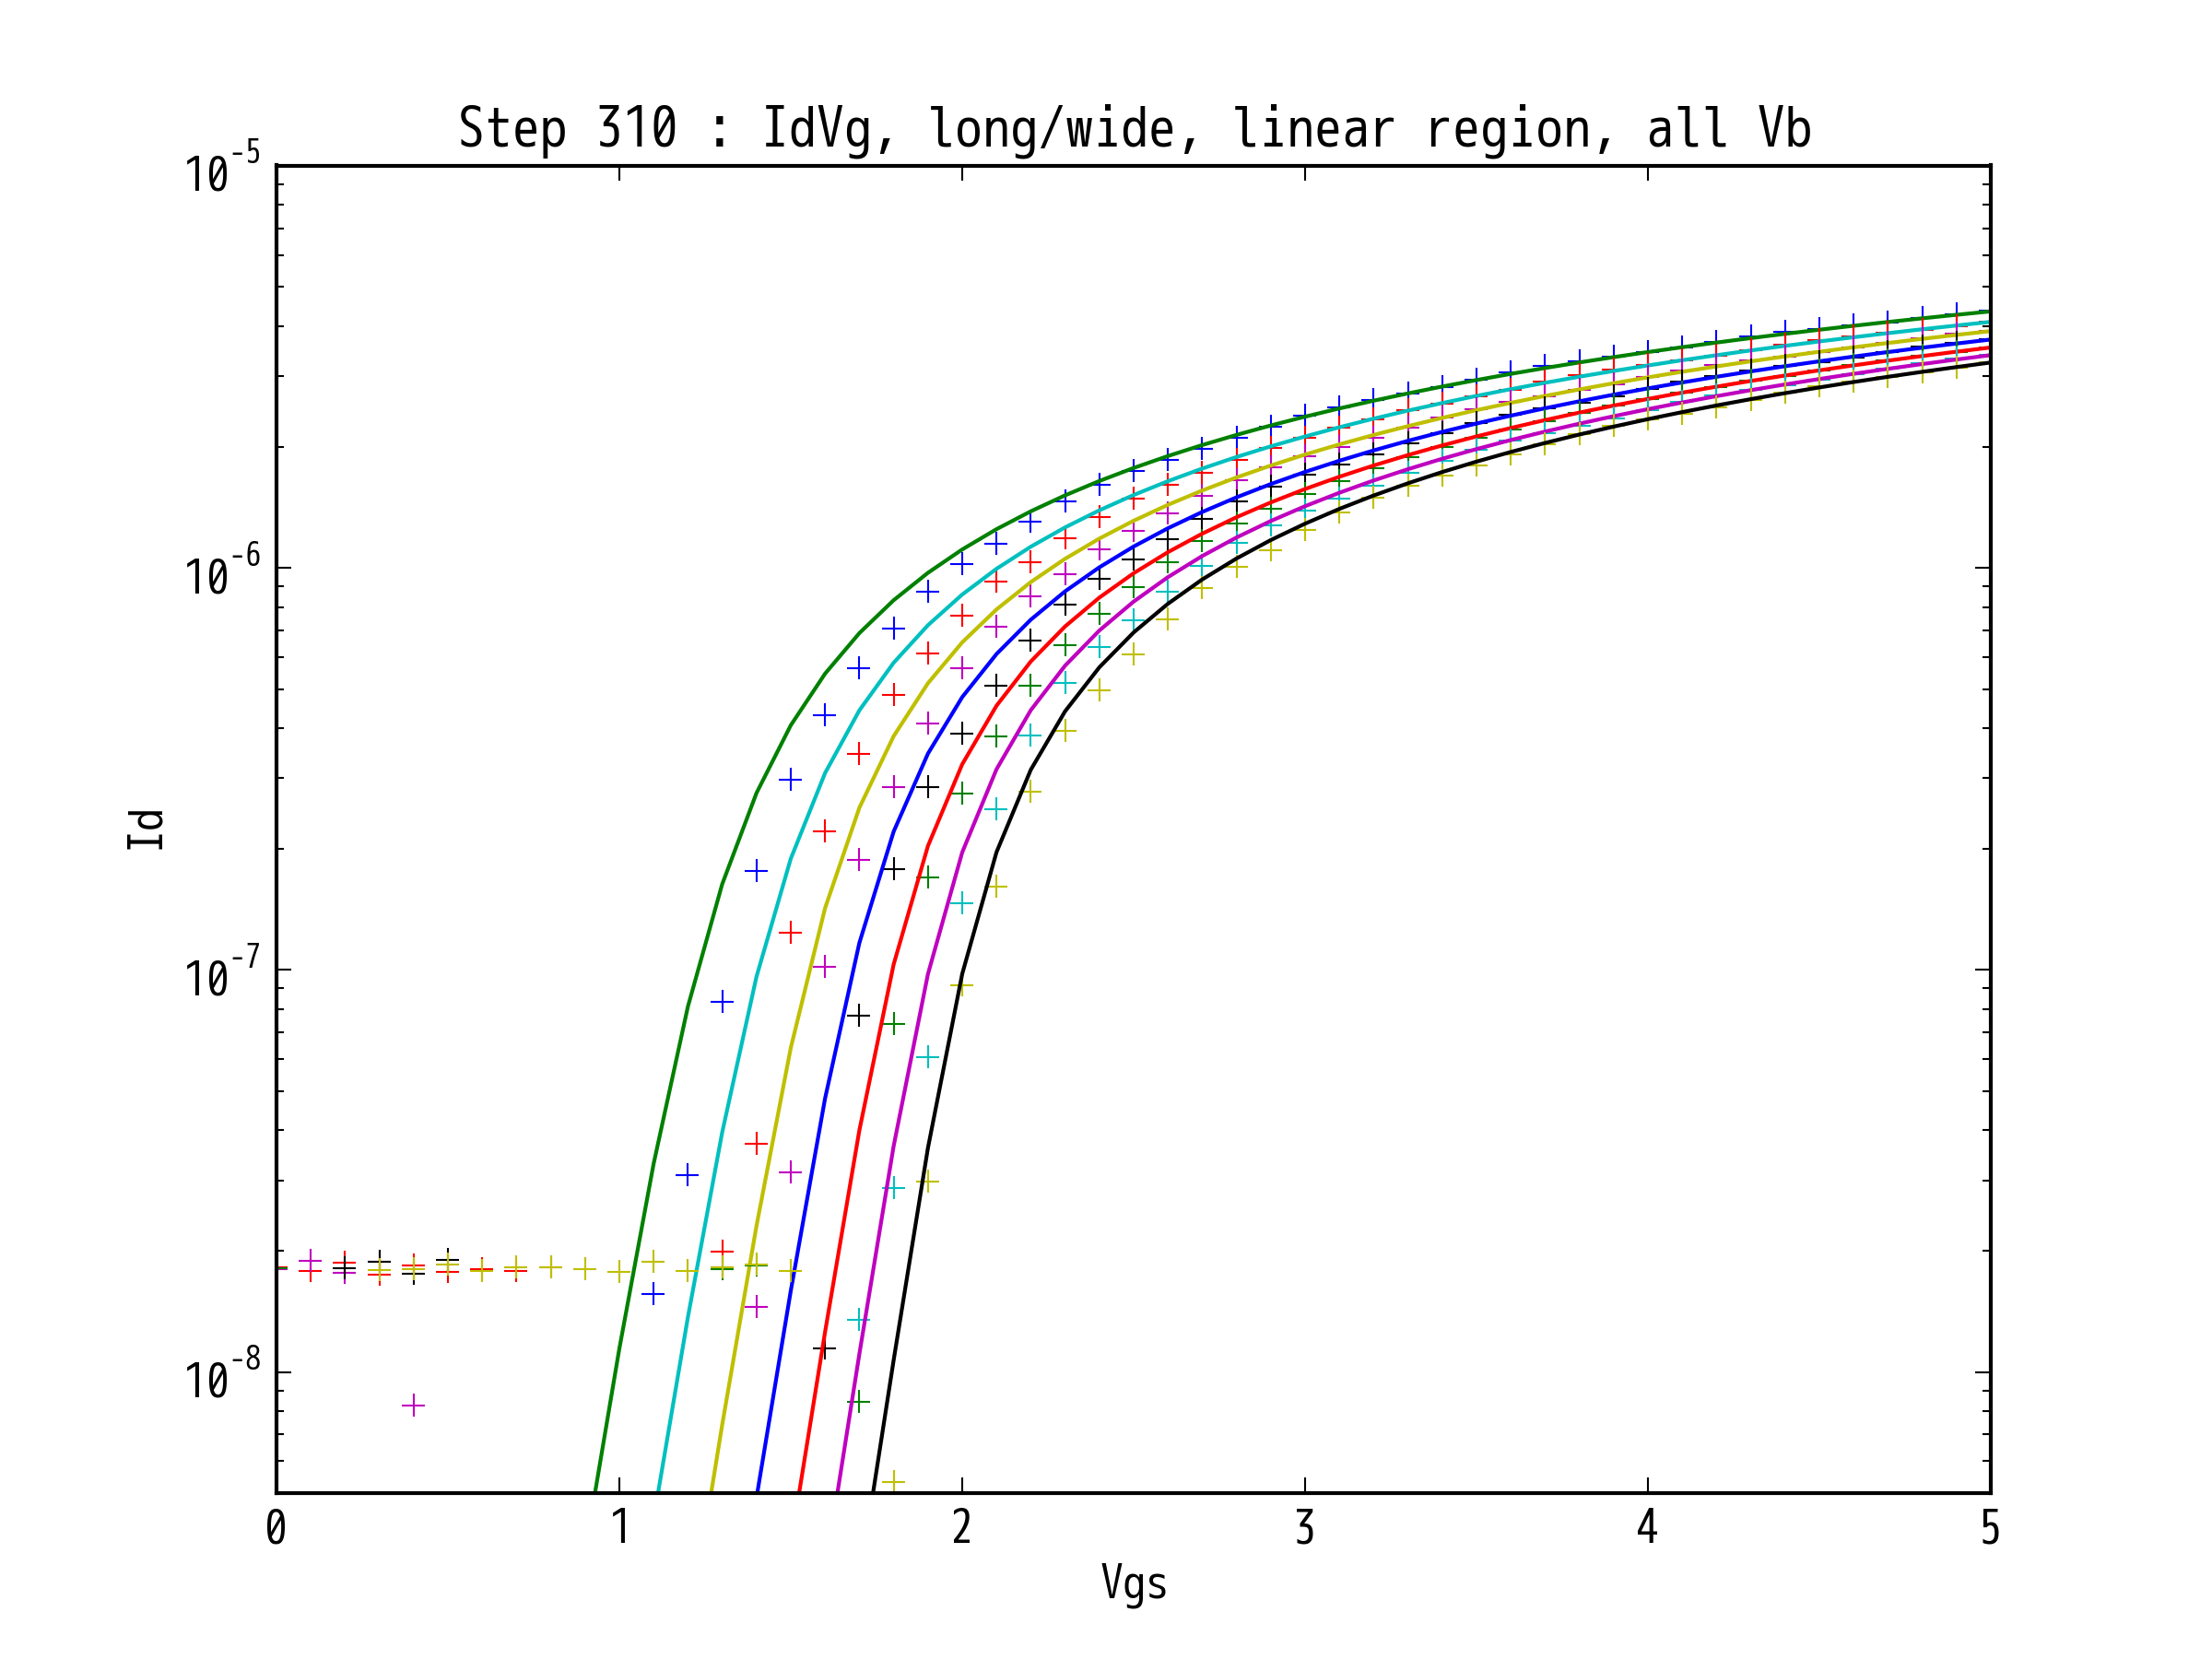 Step 310 : IdVg, long/wide, linear region, all Vb
10^-5
10^-6
10^-7
10^-8
Id
0 1 2 3 4 5
Vgs